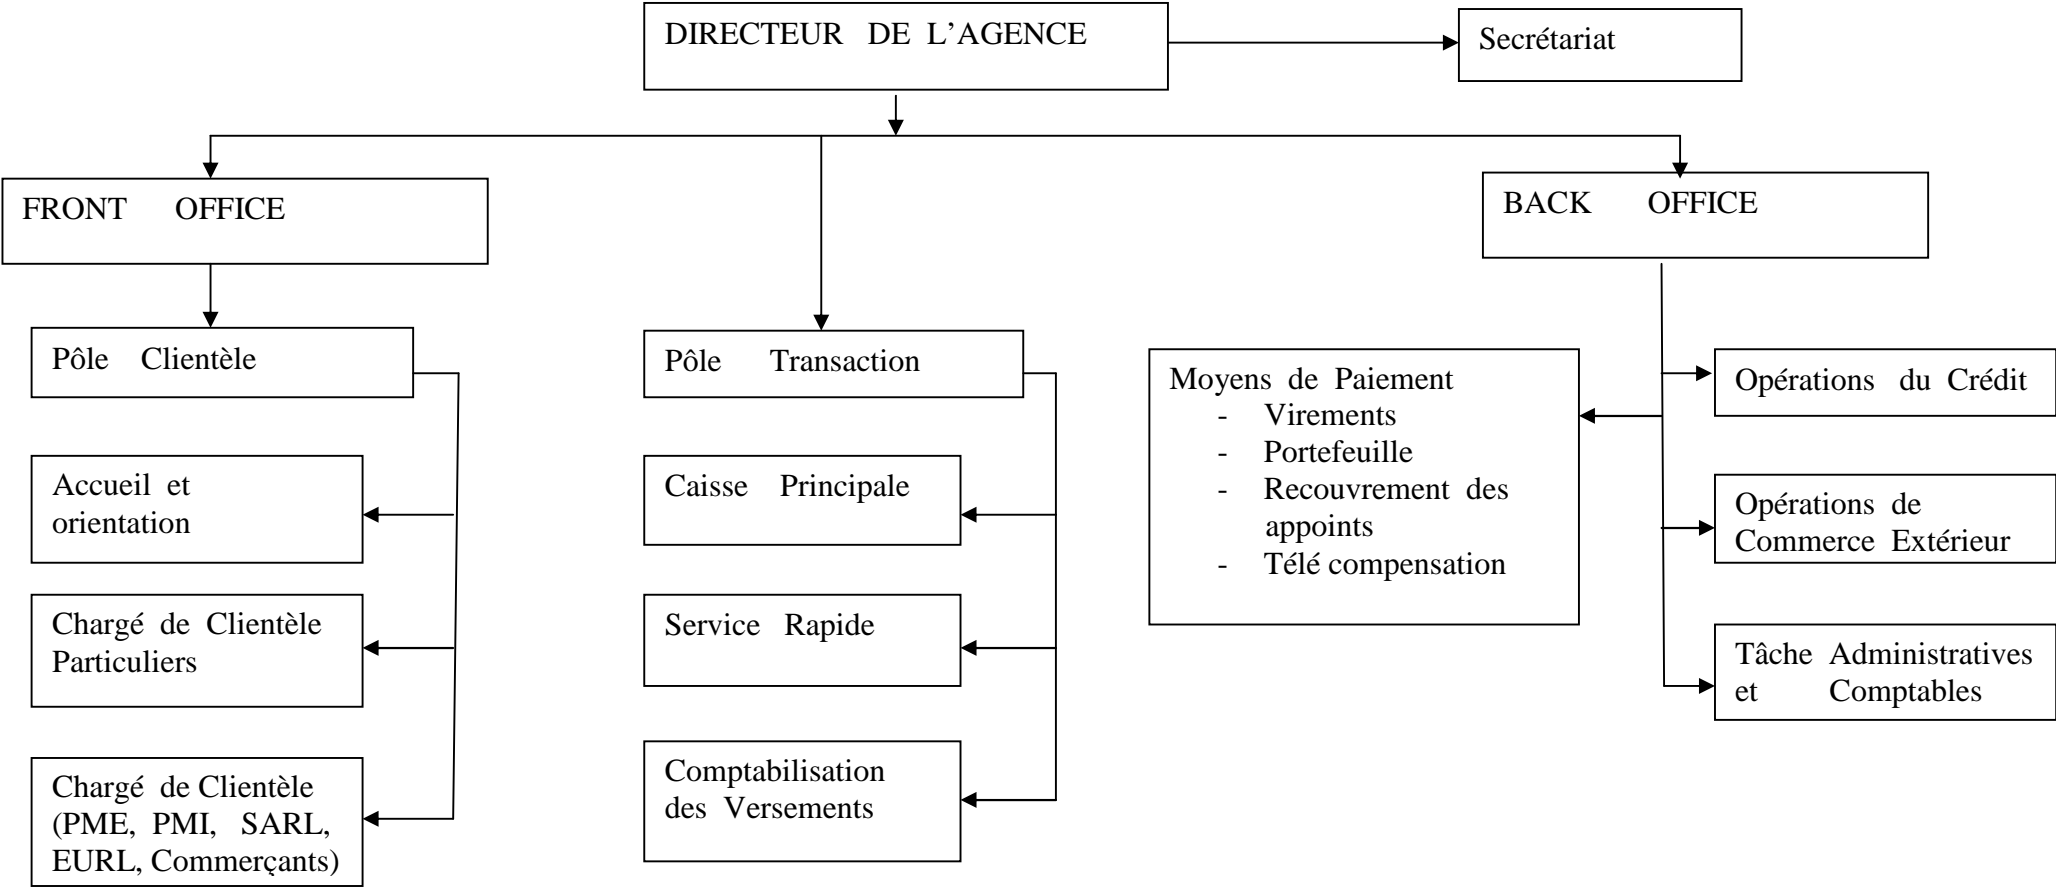 DIRECTEUR DE L’AGENCE
Secrétariat
FRONT OFFICE
BACK OFFICE
Pôle Clientèle
Accueil et
orientation
Chargé de Clientèle
Particuliers
Chargé de Clientèle
(PME, PMI, SARL,
EURL, Commerçants)
Pôle Transaction
Caisse Principale
Service Rapide
Comptabilisation
des Versements
Moyens de Paiement
- Virements
- Portefeuille
- Recouvrement des
appoints
- Télé compensation
Opérations du Crédit
Opérations de
Commerce Extérieur
Tâche Administratives
et Comptables